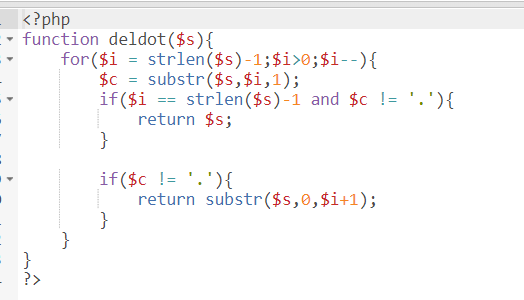 <?php
function deldot($s){
    for($i = strlen($s)-1;$i>0;$i--){
        $c = substr($s,$i,1);
        if($i == strlen($s)-1 and $c != '.'){
            return $s;
        }

        if($c != '.'){
            return substr($s,0,$i+1);
        }
    }
}
?>